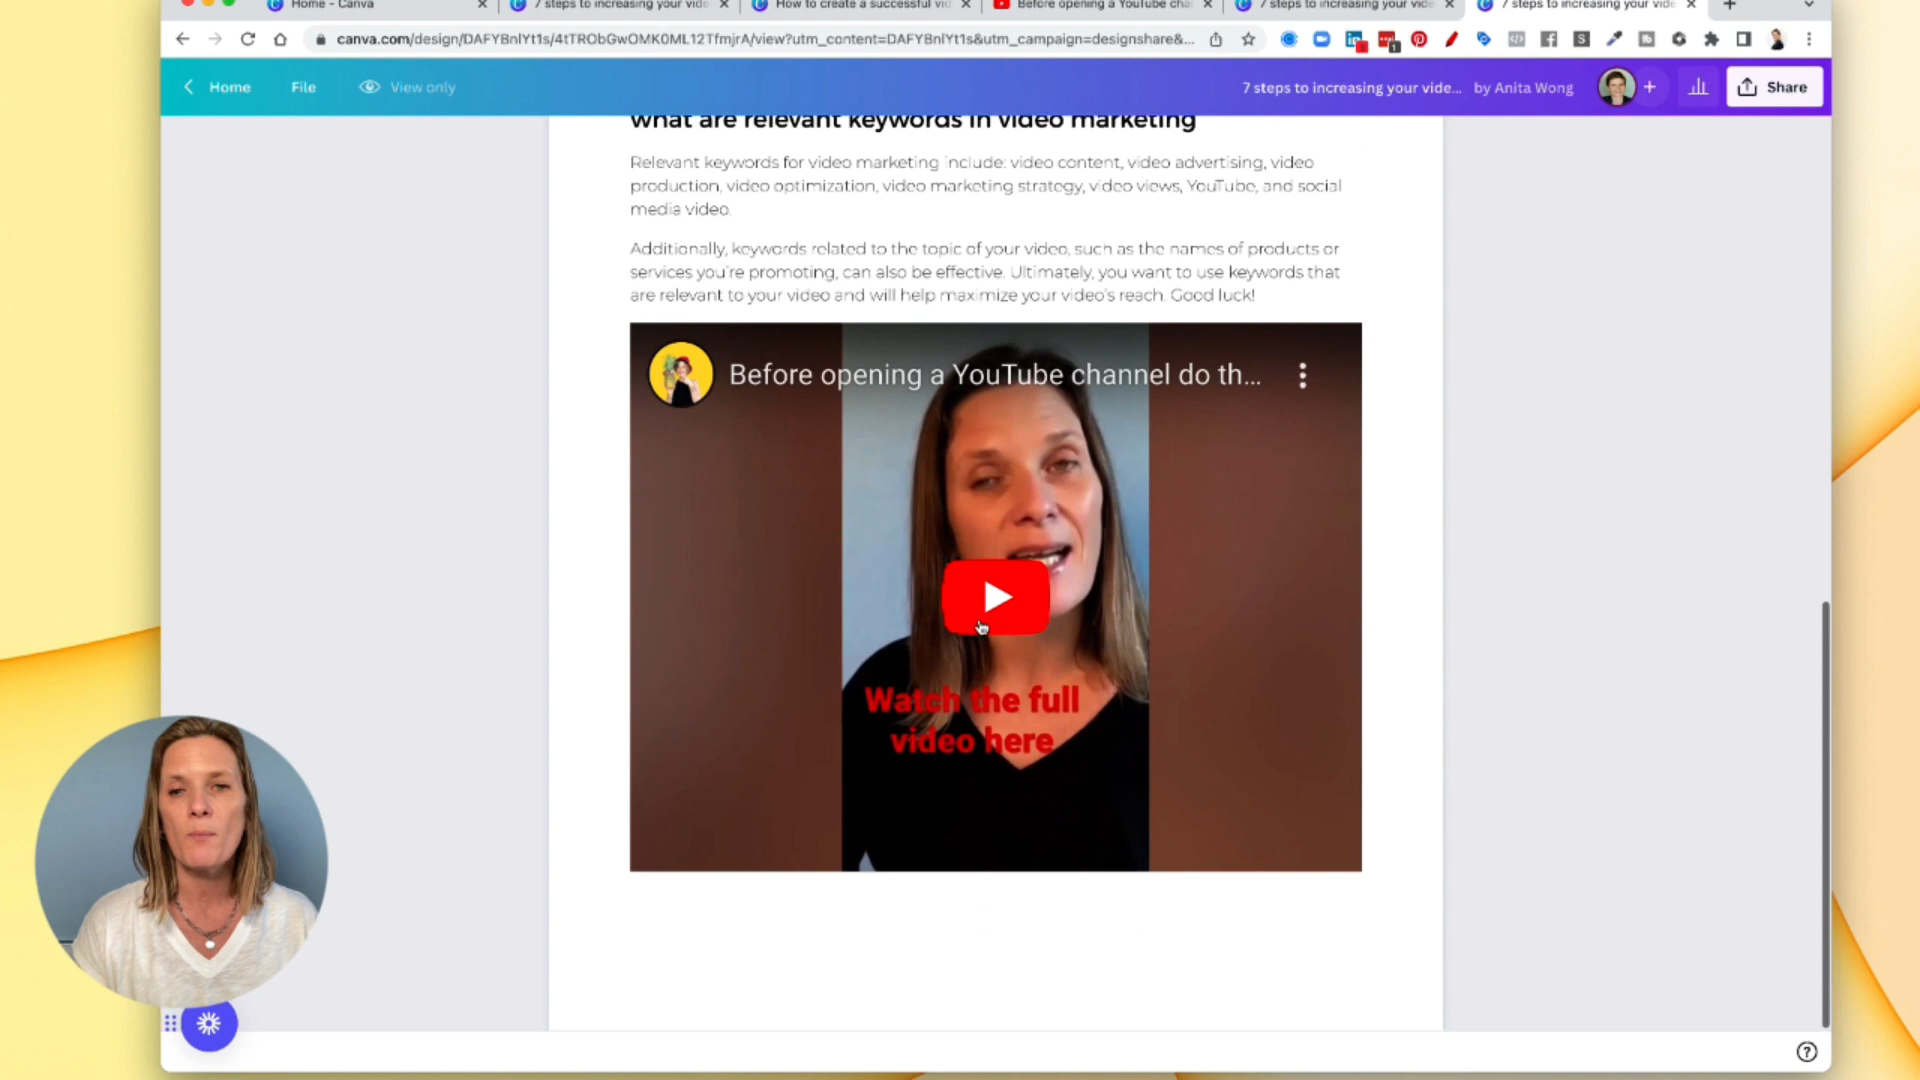 Home - Canva
7 steps to increasing your vide
How to create a successful vid
Before opening a YouTube chan
7 steps to increasing your vide
7 steps to increasing your vide
canva.com/design/DAFYBnlYt1s/4tTRObGwOMK0ML12TfmjrA/view?utm_content=DAFYBnlYt1s&utm_campaign=designshare&...
Home
File
View only
7 steps to increasing your vide...
by Anita Wong
Share
what are relevant keywords in video marketing
Relevant keywords for video marketing include: video content, video advertising, video
production, video optimization, video marketing strategy, video views, YouTube, and social
media video.
Additionally, keywords related to the topic of your video, such as the names of products or
services you're promoting, can also be effective. Ultimately, you want to use keywords that
are relevant to your video and will help maximize your video's reach. Good luck!
Before opening a YouTube channel do th...
Watch the full
video here